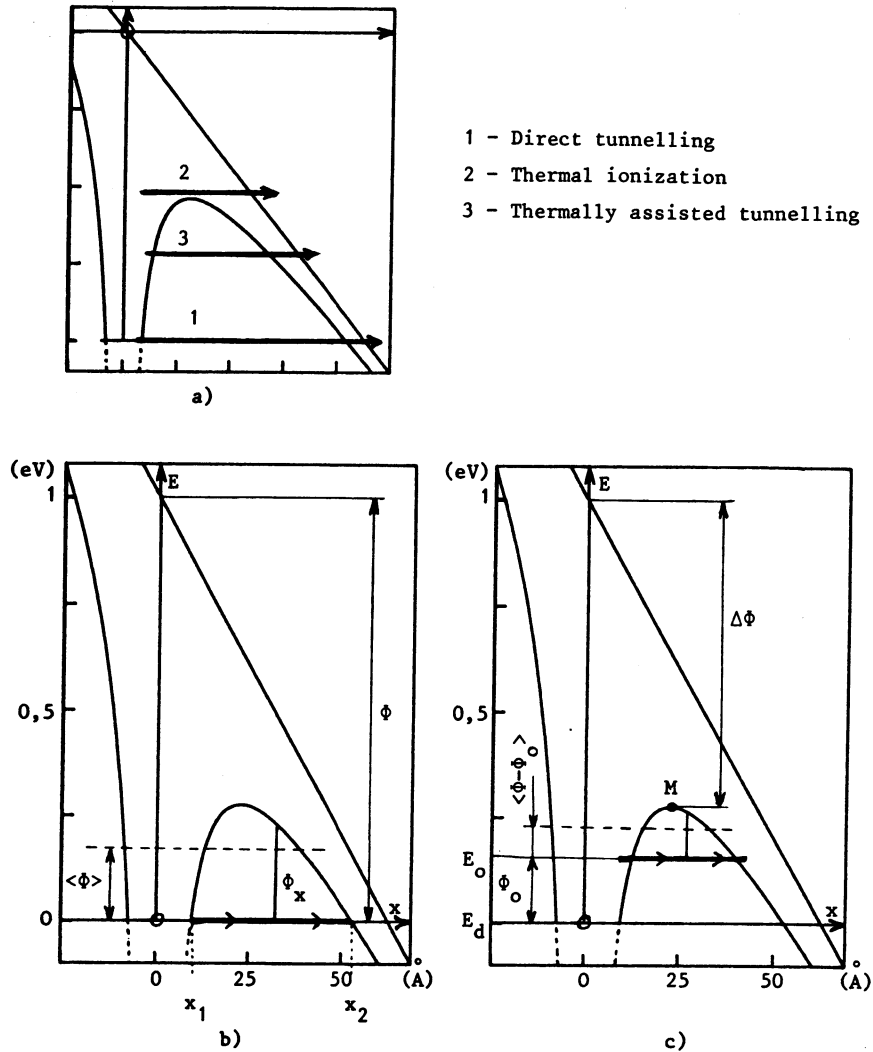 1 - Direct tunnelling
2 - Thermal ionization
3 - Thermally assisted tunnelling
2
3
1
a)
(eV)
E
1
Φ
0,5
<Φ>
Φx
x
0
0 25 50 (Å)
x1 x2
b)
(eV)
E
1
ΔΦ
0,5
<Φ-Φo>
M
Eo
Φo
x
Ed
0 25 50 (Å)
c)